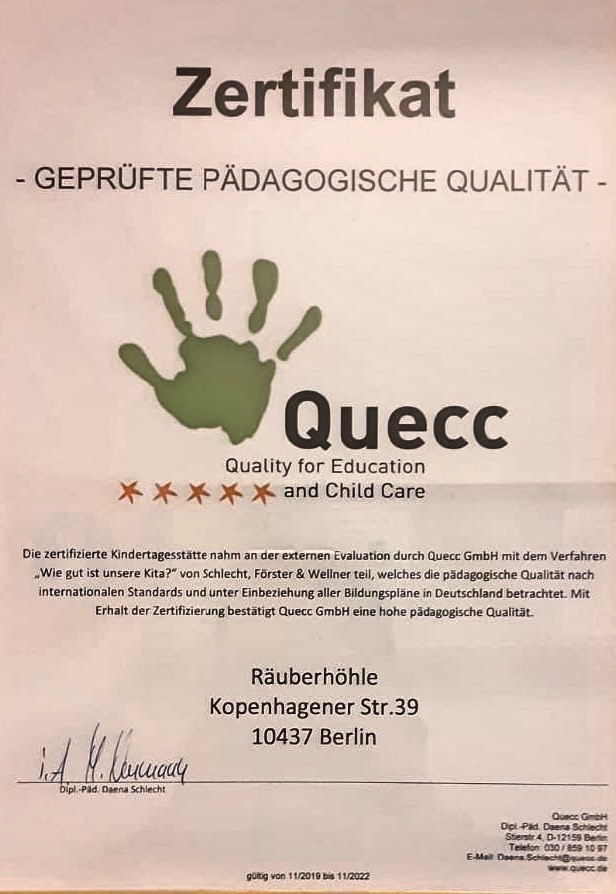 Zertifikat
- GEPRÜFTE PÄDAGOGISCHE QUALITÄT -
Quecc
Quality for Education
and Child Care
Die zertifizierte Kindertagesstätte nahm an der externen Evaluation durch Quecc GmbH mit dem Verfahren
„Wie gut ist unsere Kita?" von Schlecht, Förster & Wellner teil, welches die pädagogische Qualität nach
internationalen Standards und unter Einbeziehung aller Bildungspläne in Deutschland betrachtet. Mit
Erhalt der Zertifizierung bestätigt Quecc GmbH eine hohe pädagogische Qualität.
Räuberhöhle
Kopenhagener Str.39
10437 Berlin
i.A
Dipl.-Päd. Daena Schlecht
Quecc GmbH
Dipl.-Päd. Daena Schlecht
Stierstr.4, D-12159 Berlin
Telefon: 030 / 859 10 97
E-Mail: Daena.Schlecht@quecc.de
www.quecc.de
gültig von 11/2019 bis 11/2022